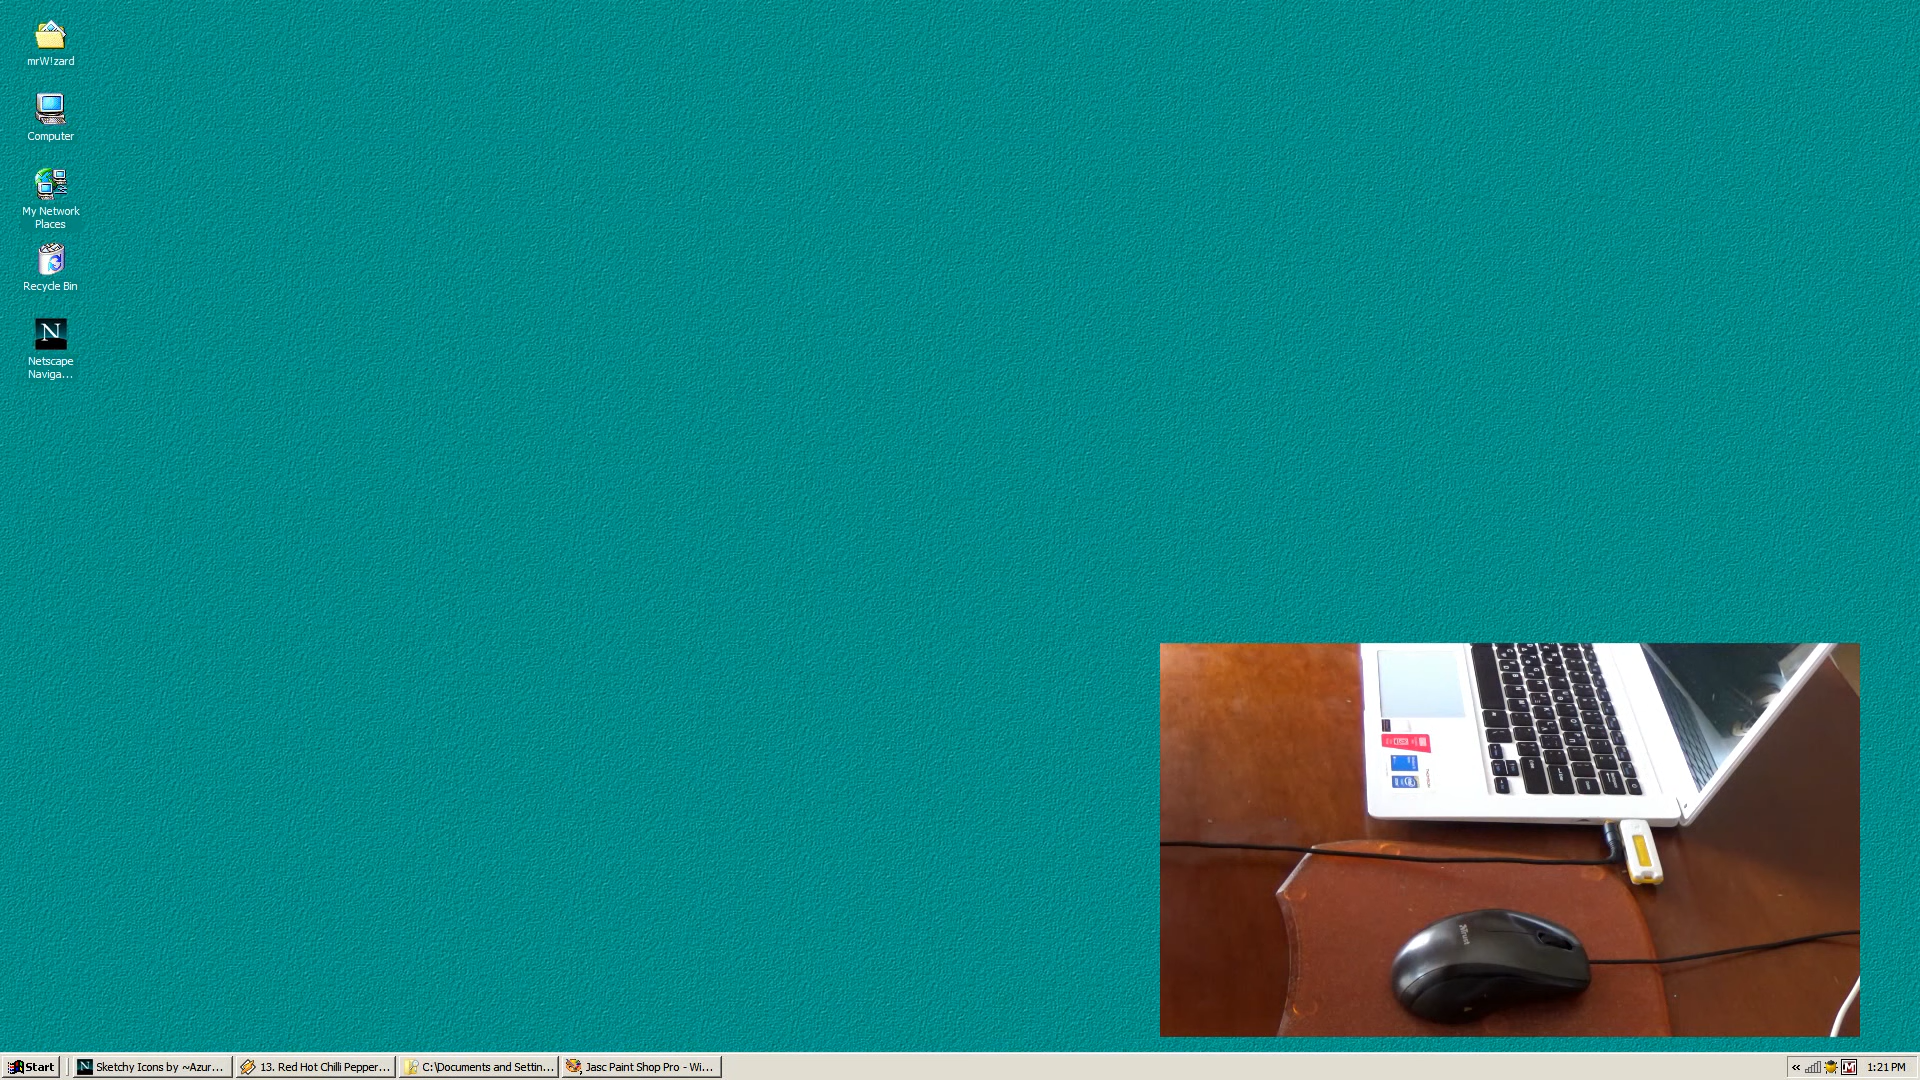 mrW!zard
Computer
My Network
Places
Recycle Bin
N
Netscape
Naviga...
Trust
Start
Sketchy Icons by ~Azur...
13. Red Hot Chilli Pepper...
C:\Documents and Settin...
Jasc Paint Shop Pro - Wi...
«
1:21 PM